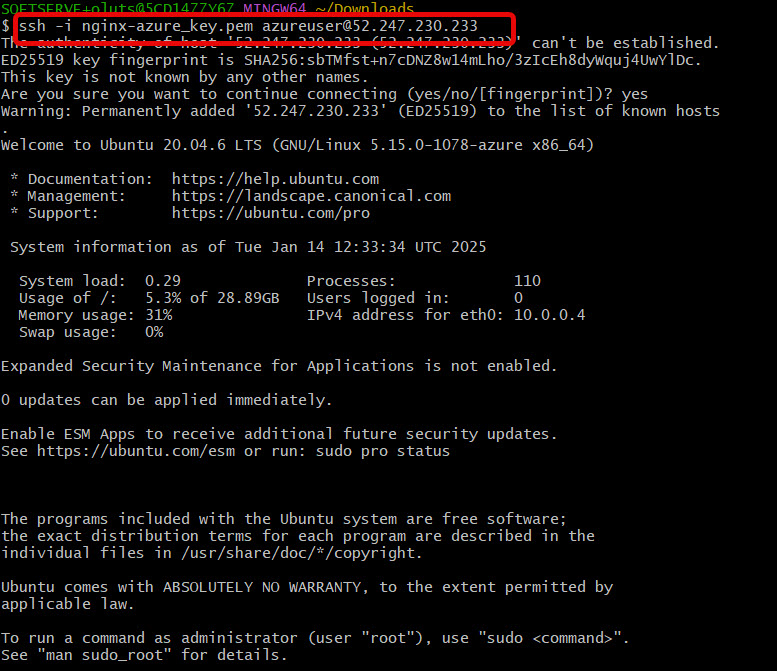 SOFTSERVE+oluts@5CD1477Y67 MINGW64 ~/Downloads
$ ssh -i nginx-azure_key.pem azureuser@52.247.230.233
The authenticity of host '52.247.230.233 (52.247.230.233)' can't be established.
ED25519 key fingerprint is SHA256:sbTMfst+n7cDNZ8w14mLho/3zIcEh8dyWquj4UwYlDc.
This key is not known by any other names.
Are you sure you want to continue connecting (yes/no/[fingerprint])? yes
Warning: Permanently added '52.247.230.233' (ED25519) to the list of known hosts
.
Welcome to Ubuntu 20.04.6 LTS (GNU/Linux 5.15.0-1078-azure x86_64)
* Documentation: https://help.ubuntu.com
* Management: https://landscape.canonical.com
* Support: https://ubuntu.com/pro
System information as of Tue Jan 14 12:33:34 UTC 2025
System load: 0.29 Processes: 110
Usage of /: 5.3% of 28.89GB Users logged in: 0
Memory usage: 31% IPv4 address for eth0: 10.0.0.4
Swap usage: 0%
Expanded Security Maintenance for Applications is not enabled.
0 updates can be applied immediately.
Enable ESM Apps to receive additional future security updates.
See https://ubuntu.com/esm or run: sudo pro status
The programs included with the Ubuntu system are free software;
the exact distribution terms for each program are described in the
individual files in /usr/share/doc/*/copyright.
Ubuntu comes with ABSOLUTELY NO WARRANTY, to the extent permitted by
applicable law.
To run a command as administrator (user "root"), use "sudo <command>".
See "man sudo_root" for details.